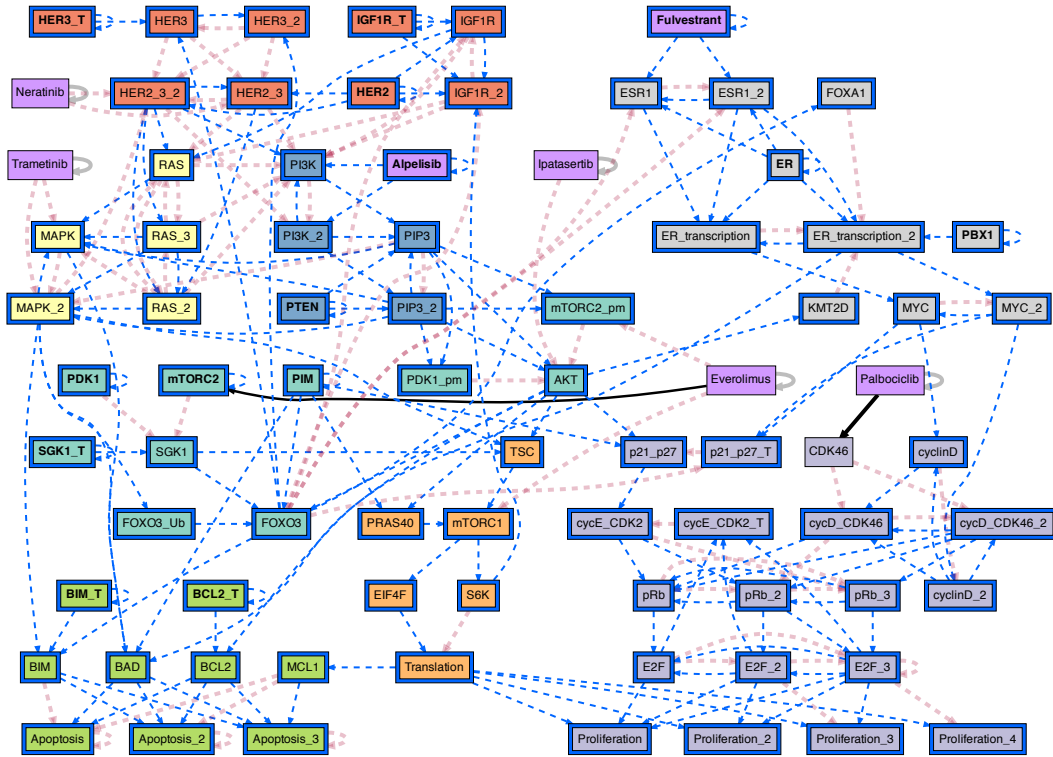 HER3_T HER3 HER3_2 IGF1R_T IGF1R Fulvestrant
Neratinib HER2_3_2 HER2_3 HER2 IGF1R_2 ESR1 ESR1_2 FOXA1
Trametinib RAS PI3K Alpelisib Ipatasertib ER
MAPK RAS_3 PI3K_2 PIP3 ER_transcription ER_transcription_2 PBX1
MAPK_2 RAS_2 PTEN PIP3_2 mTORC2_pm KMT2D MYC MYC_2
PDK1 mTORC2 PIM PDK1_pm AKT Everolimus Palbociclib
SGK1_T SGK1 TSC p21_p27 p21_p27_T CDK46 cyclinD
FOXO3_Ub FOXO3 PRAS40 mTORC1 cycE_CDK2 cycE_CDK2_T cycD_CDK46 cycD_CDK46_2
BIM_T BCL2_T EIF4F S6K pRb pRb_2 pRb_3 cyclinD_2
BIM BAD BCL2 MCL1 Translation E2F E2F_2 E2F_3
Apoptosis Apoptosis_2 Apoptosis_3 Proliferation Proliferation_2 Proliferation_3 Proliferation_4